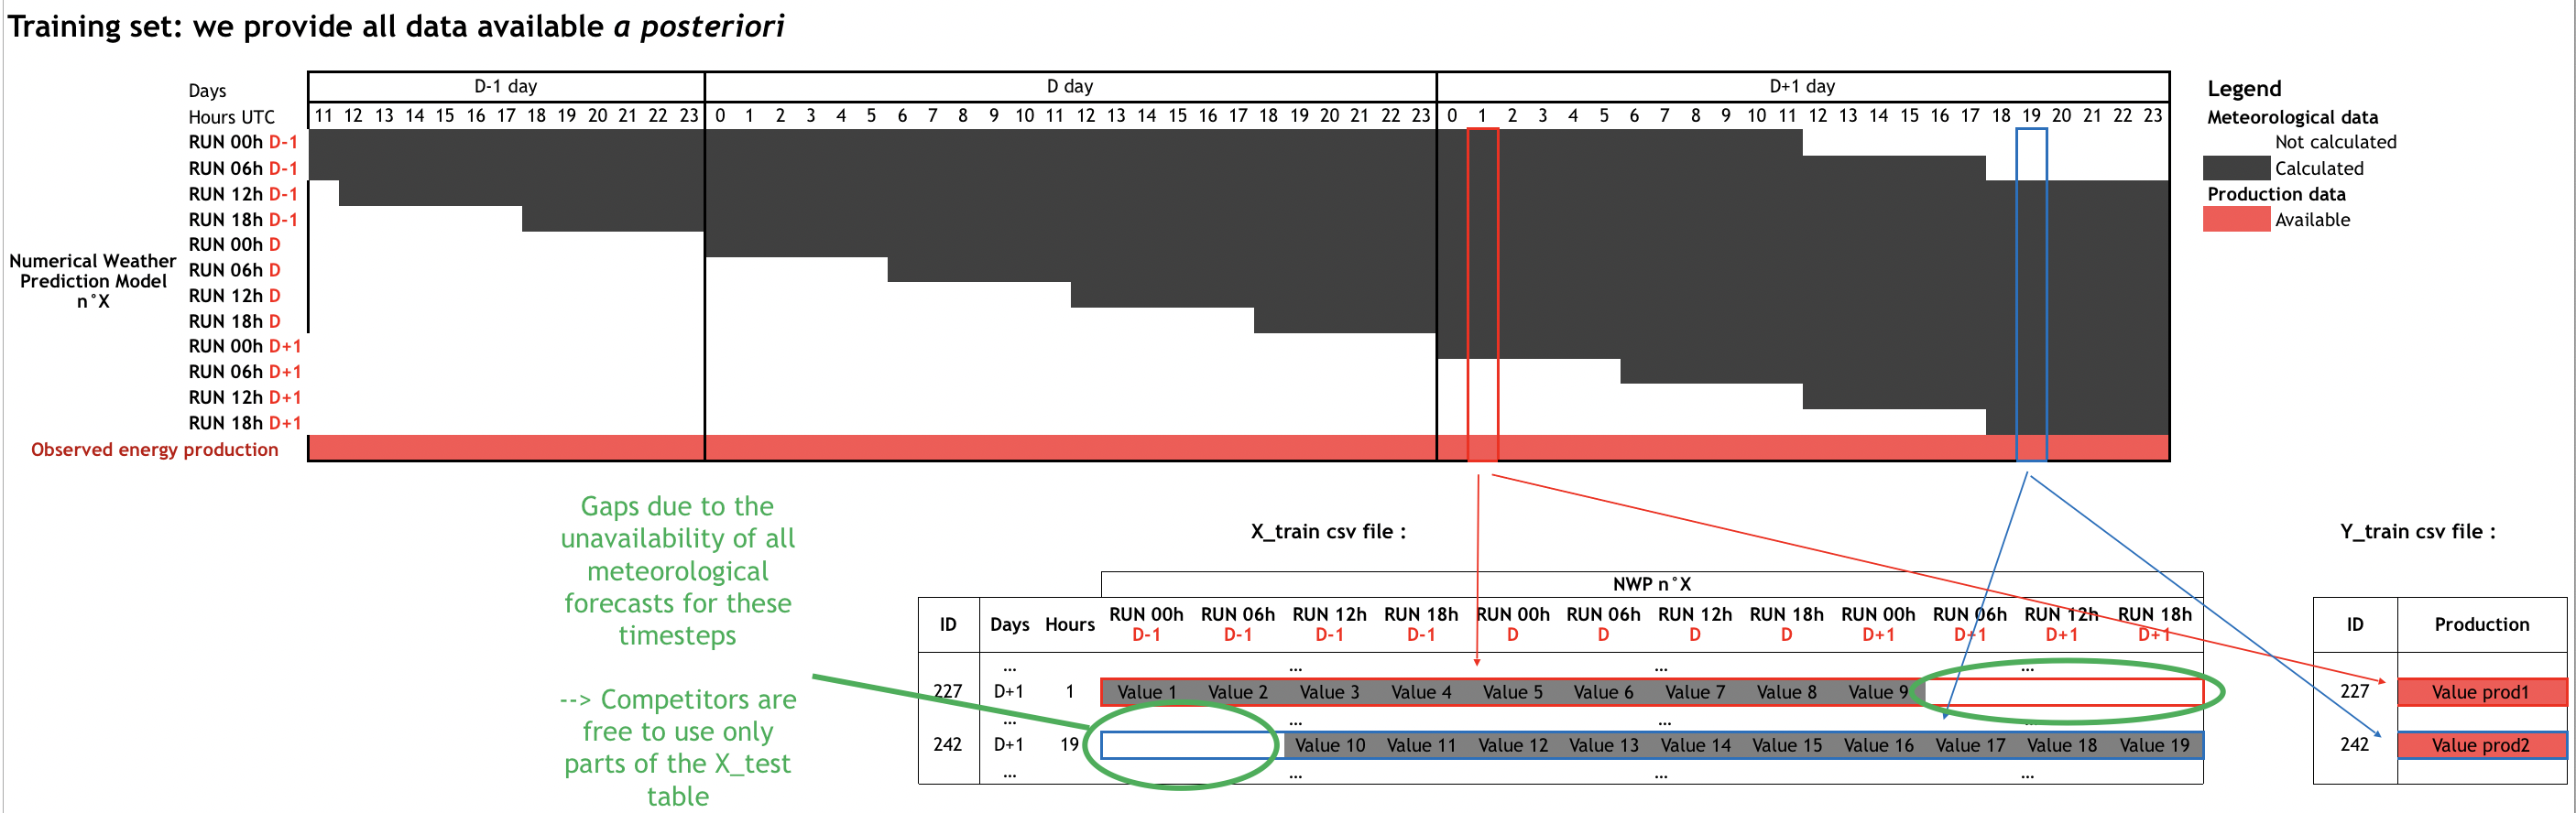 Training set: we provide all data available a posteriori
Days D-1 day D day D+1 day
Hours UTC 11 12 13 14 15 16 17 18 19 20 21 22 23 0 1 2 3 4 5 6 7 8 9 10 11 12 13 14 15 16 17 18 19 20 21 22 23 0 1 2 3 4 5 6 7 8 9 10 11 12 13 14 15 16 17 18 19 20 21 22 23
RUN 00h D-1
RUN 06h D-1
RUN 12h D-1
RUN 18h D-1
RUN 00h D
RUN 06h D
RUN 12h D
RUN 18h D
RUN 00h D+1
RUN 06h D+1
RUN 12h D+1
RUN 18h D+1
Numerical Weather
Prediction Model
n°X
Observed energy production
Legend
Meteorological data
Not calculated
Calculated
Production data
Available
Gaps due to the
unavailability of all
meteorological
forecasts for these
timesteps
--> Competitors are
free to use only
parts of the X_test
table
X_train csv file :
NWP n°X
ID Days Hours RUN 00h RUN 06h RUN 12h RUN 18h RUN 00h RUN 06h RUN 12h RUN 18h RUN 00h RUN 06h RUN 12h RUN 18h
D-1 D-1 D-1 D-1 D D D D D+1 D+1 D+1 D+1
... ... ... ...
227 D+1 1 Value 1 Value 2 Value 3 Value 4 Value 5 Value 6 Value 7 Value 8 Value 9
... ... ... ...
242 D+1 19 Value 10 Value 11 Value 12 Value 13 Value 14 Value 15 Value 16 Value 17 Value 18 Value 19
... ... ... ...
Y_train csv file :
ID Production
227 Value prod1
242 Value prod2